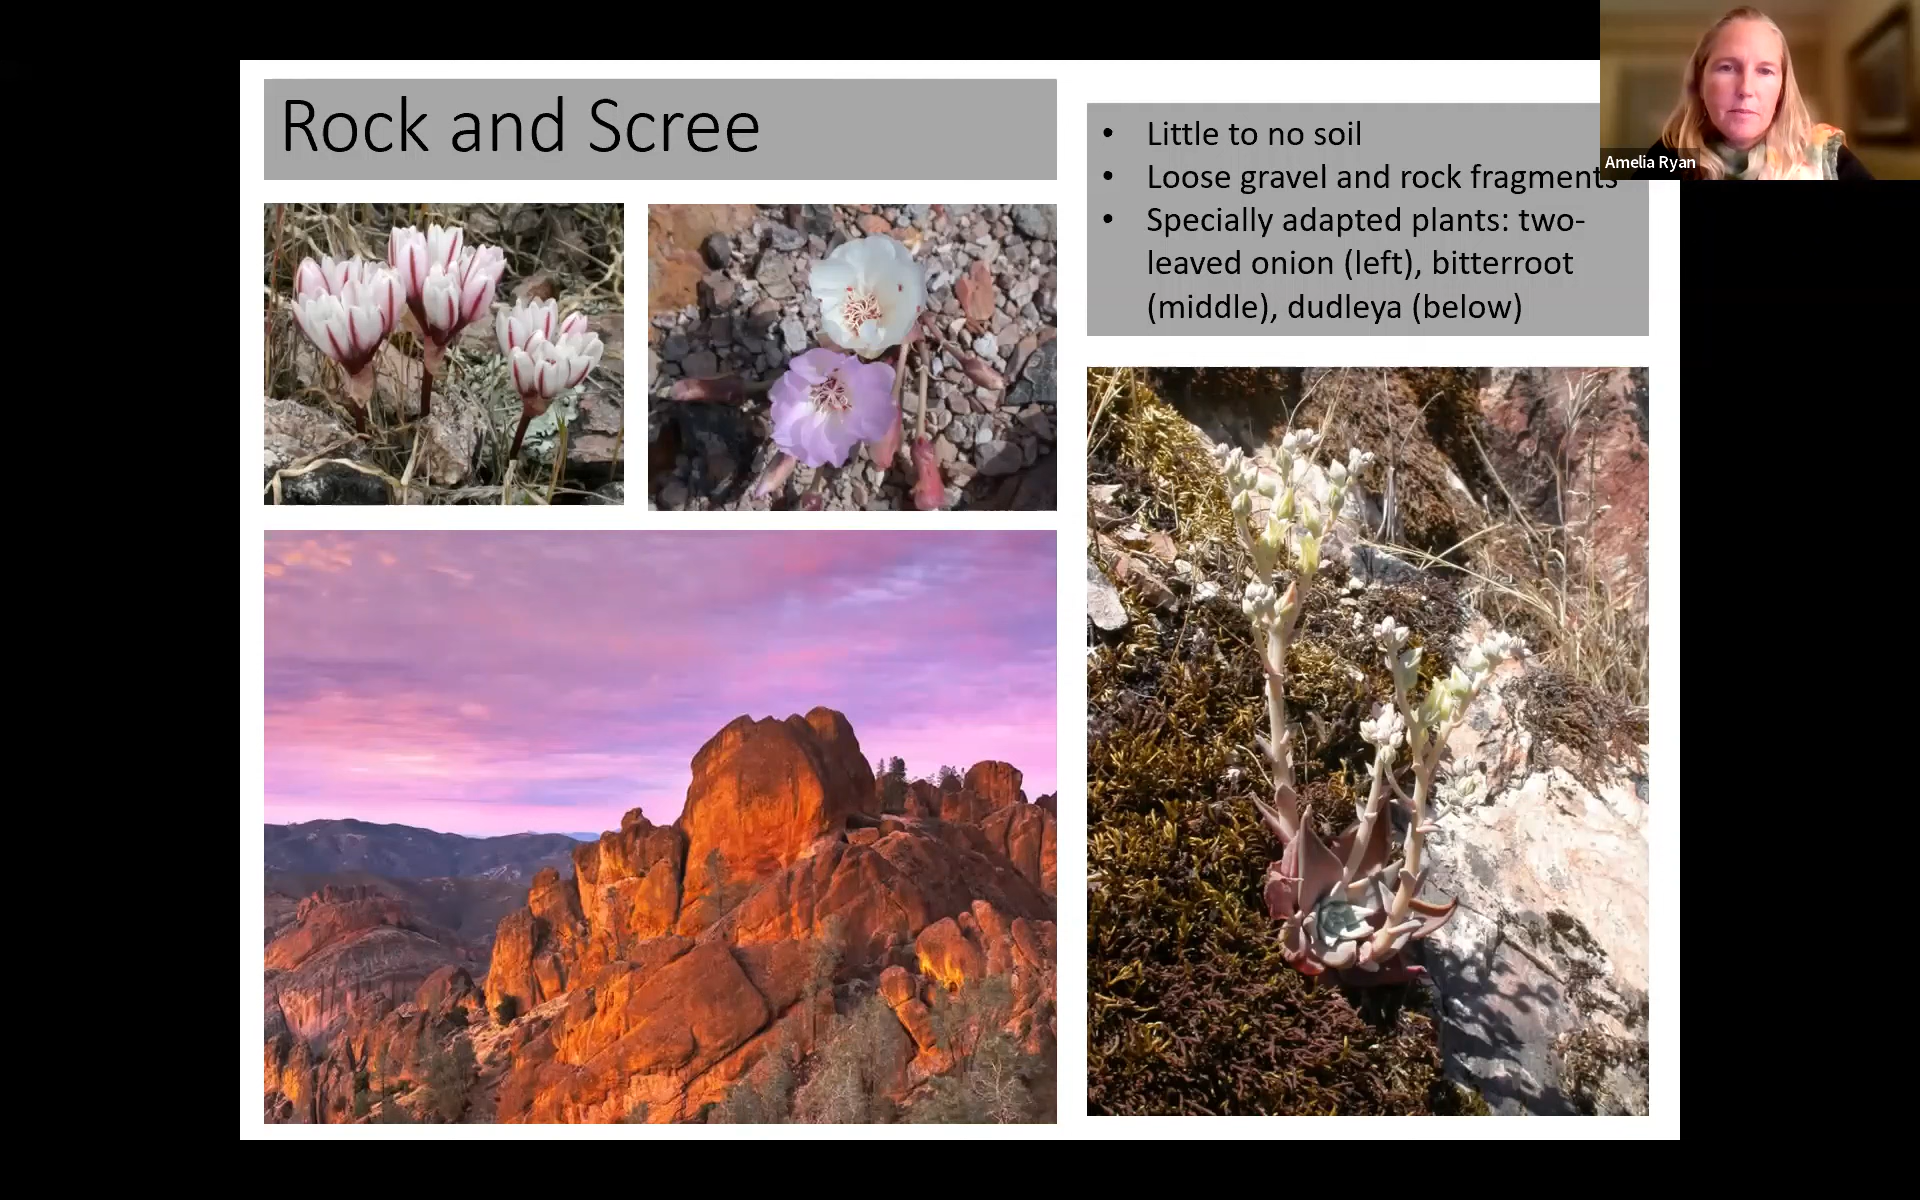 Rock and Scree
• Little to no soil
• Loose gravel and rock fragments
• Specially adapted plants: two-
leaved onion (left), bitterroot
(middle), dudleya (below)
Amelia Ryan